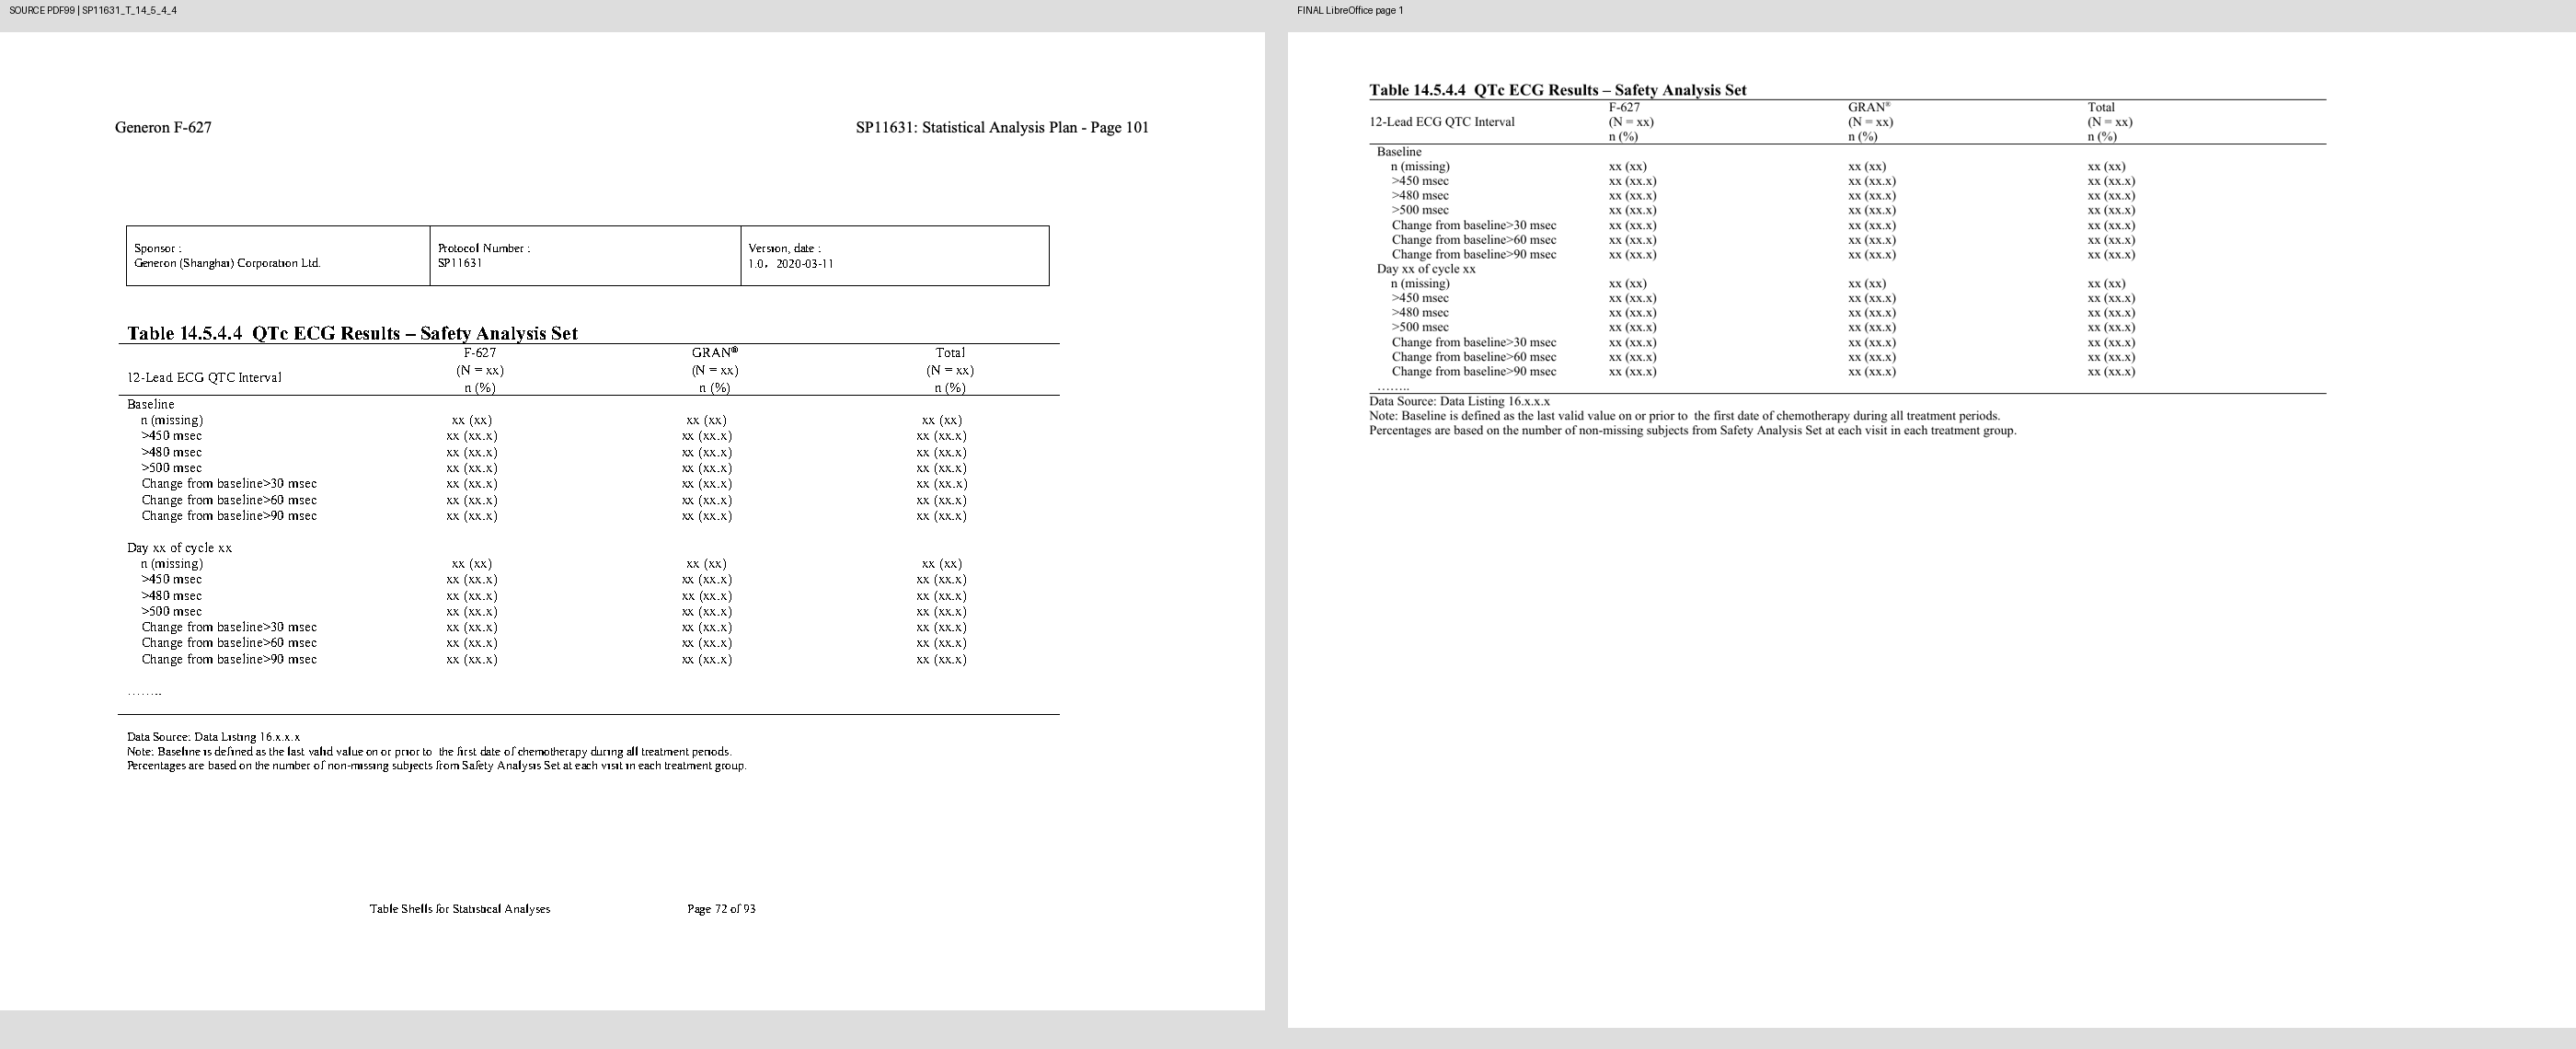 SOURCE PDF99 | SP11631_T_14_5_4_4
Generon F-627 SP11631: Statistical Analysis Plan - Page 101
Sponsor : Protocol Number : Version, date :
Generon (Shanghai) Corporation Ltd. SP11631 1.0, 2020-03-11
Table 14.5.4.4 QTc ECG Results – Safety Analysis Set
F-627 GRAN® Total
12-Lead ECG QTC Interval (N = xx) (N = xx) (N = xx)
n (%) n (%) n (%)
Baseline
n (missing) xx (xx) xx (xx) xx (xx)
>450 msec xx (xx.x) xx (xx.x) xx (xx.x)
>480 msec xx (xx.x) xx (xx.x) xx (xx.x)
>500 msec xx (xx.x) xx (xx.x) xx (xx.x)
Change from baseline>30 msec xx (xx.x) xx (xx.x) xx (xx.x)
Change from baseline>60 msec xx (xx.x) xx (xx.x) xx (xx.x)
Change from baseline>90 msec xx (xx.x) xx (xx.x) xx (xx.x)
Day xx of cycle xx
n (missing) xx (xx) xx (xx) xx (xx)
>450 msec xx (xx.x) xx (xx.x) xx (xx.x)
>480 msec xx (xx.x) xx (xx.x) xx (xx.x)
>500 msec xx (xx.x) xx (xx.x) xx (xx.x)
Change from baseline>30 msec xx (xx.x) xx (xx.x) xx (xx.x)
Change from baseline>60 msec xx (xx.x) xx (xx.x) xx (xx.x)
Change from baseline>90 msec xx (xx.x) xx (xx.x) xx (xx.x)
........
Data Source: Data Listing 16.x.x.x
Note: Baseline is defined as the last valid value on or prior to the first date of chemotherapy during all treatment periods.
Percentages are based on the number of non-missing subjects from Safety Analysis Set at each visit in each treatment group.
Table Shells for Statistical Analyses Page 72 of 93
FINAL LibreOffice page 1
Table 14.5.4.4 QTc ECG Results – Safety Analysis Set
F-627 GRAN® Total
12-Lead ECG QTC Interval (N = xx) (N = xx) (N = xx)
n (%) n (%) n (%)
Baseline
n (missing) xx (xx) xx (xx) xx (xx)
>450 msec xx (xx.x) xx (xx.x) xx (xx.x)
>480 msec xx (xx.x) xx (xx.x) xx (xx.x)
>500 msec xx (xx.x) xx (xx.x) xx (xx.x)
Change from baseline>30 msec xx (xx.x) xx (xx.x) xx (xx.x)
Change from baseline>60 msec xx (xx.x) xx (xx.x) xx (xx.x)
Change from baseline>90 msec xx (xx.x) xx (xx.x) xx (xx.x)
Day xx of cycle xx
n (missing) xx (xx) xx (xx) xx (xx)
>450 msec xx (xx.x) xx (xx.x) xx (xx.x)
>480 msec xx (xx.x) xx (xx.x) xx (xx.x)
>500 msec xx (xx.x) xx (xx.x) xx (xx.x)
Change from baseline>30 msec xx (xx.x) xx (xx.x) xx (xx.x)
Change from baseline>60 msec xx (xx.x) xx (xx.x) xx (xx.x)
Change from baseline>90 msec xx (xx.x) xx (xx.x) xx (xx.x)
........
Data Source: Data Listing 16.x.x.x
Note: Baseline is defined as the last valid value on or prior to the first date of chemotherapy during all treatment periods.
Percentages are based on the number of non-missing subjects from Safety Analysis Set at each visit in each treatment group.